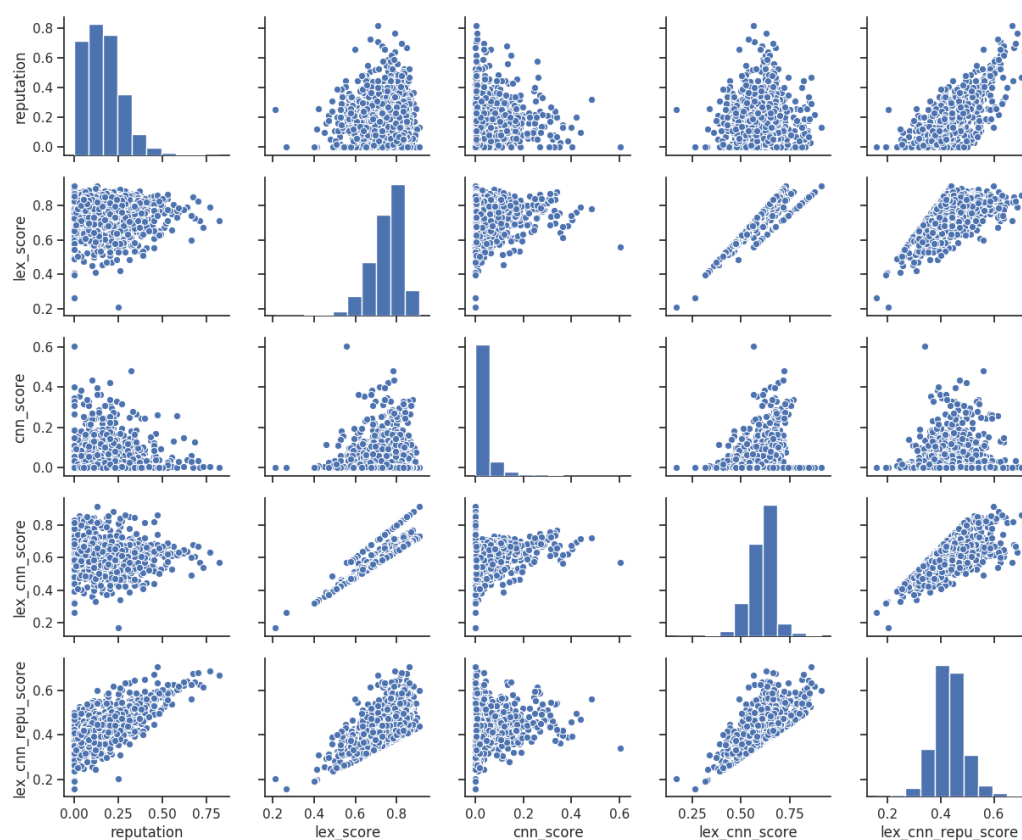 reputation
0.8
0.6
0.4
0.2
0.0
lex_score
0.8
0.6
0.4
0.2
cnn_score
0.6
0.4
0.2
0.0
lex_cnn_score
0.8
0.6
0.4
0.2
lex_cnn_repu_score
0.6
0.4
0.2
0.00 0.25 0.50 0.75
0.2 0.4 0.6 0.8
0.0 0.2 0.4 0.6
0.25 0.50 0.75
0.2 0.4 0.6
reputation lex_score cnn_score lex_cnn_score lex_cnn_repu_score